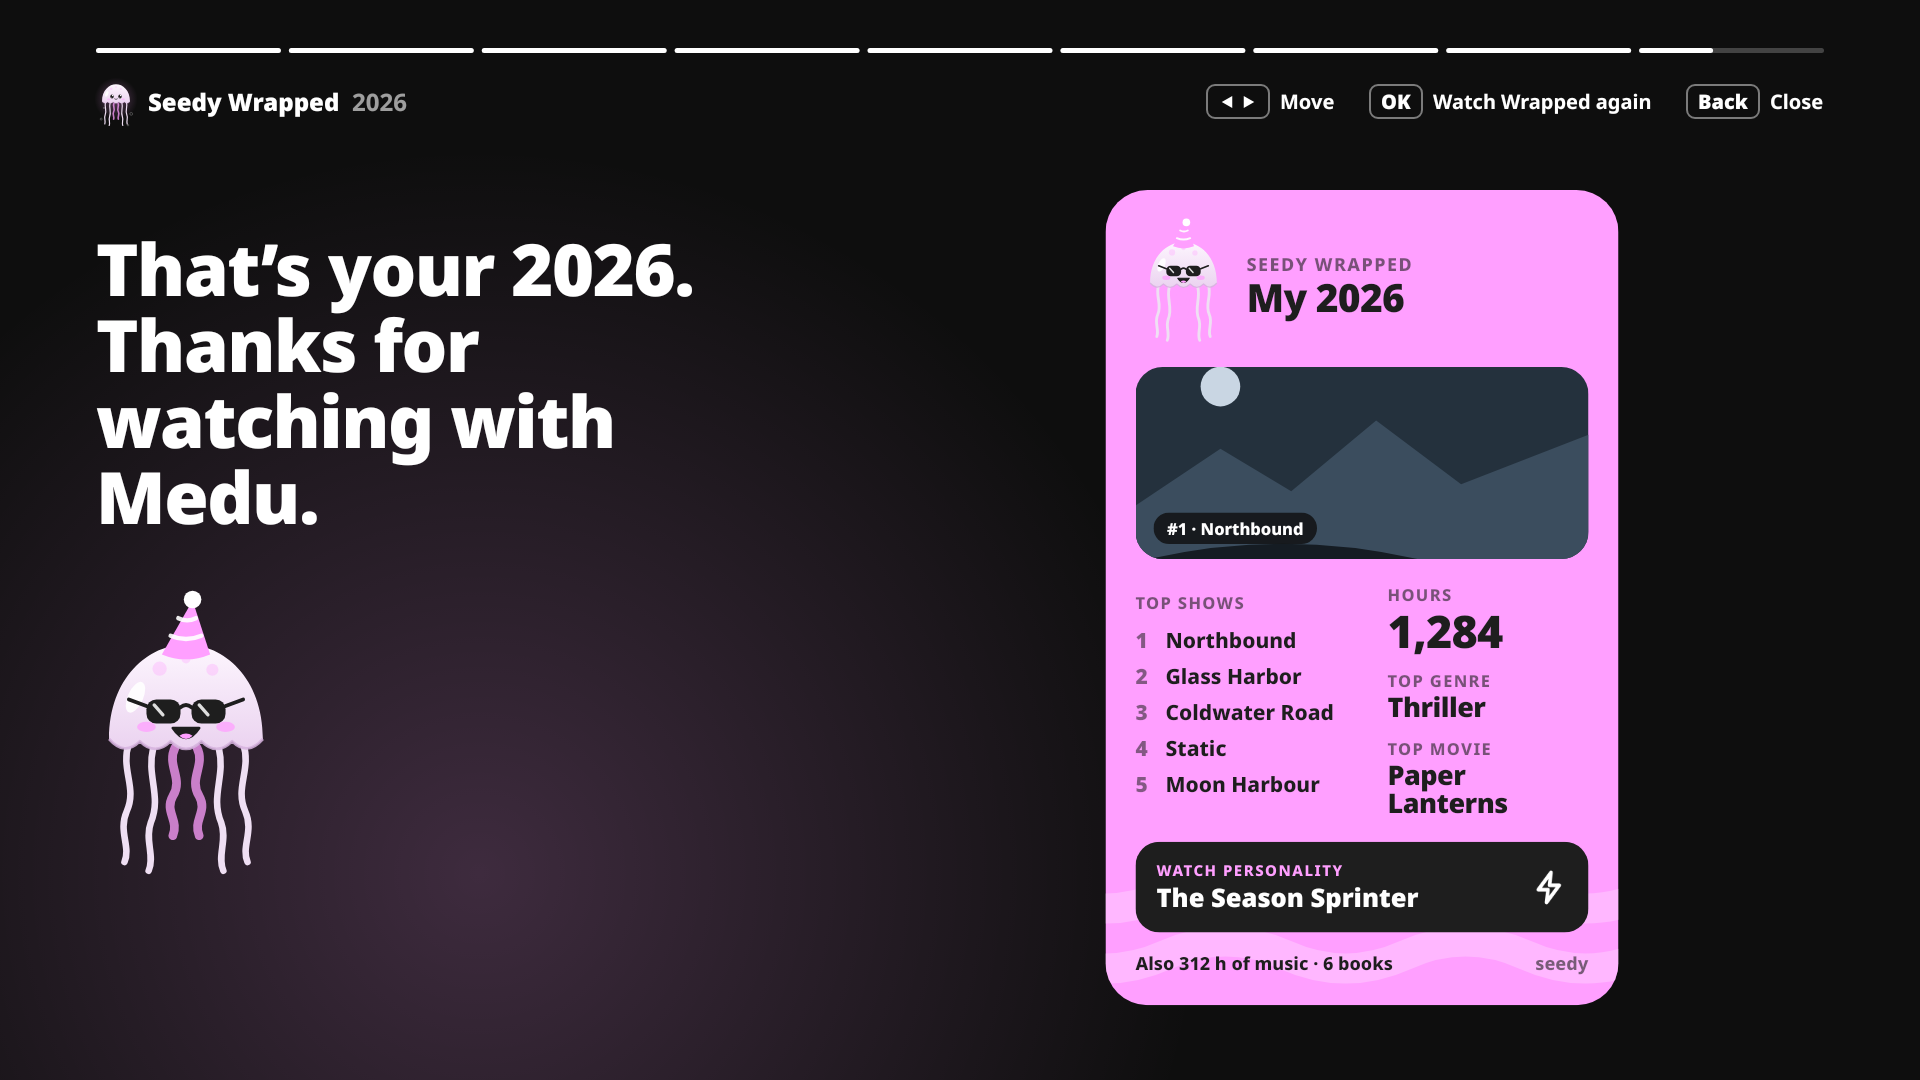 Seedy Wrapped 2026
◀ ▶ Move OK Watch Wrapped again Back Close
That’s your 2026.
Thanks for
watching with
Medu.
SEEDY WRAPPED
My 2026
#1 · Northbound
TOP SHOWS
1 Northbound
2 Glass Harbor
3 Coldwater Road
4 Static
5 Moon Harbour
HOURS
1,284
TOP GENRE
Thriller
TOP MOVIE
Paper
Lanterns
WATCH PERSONALITY
The Season Sprinter
Also 312 h of music · 6 books
seedy